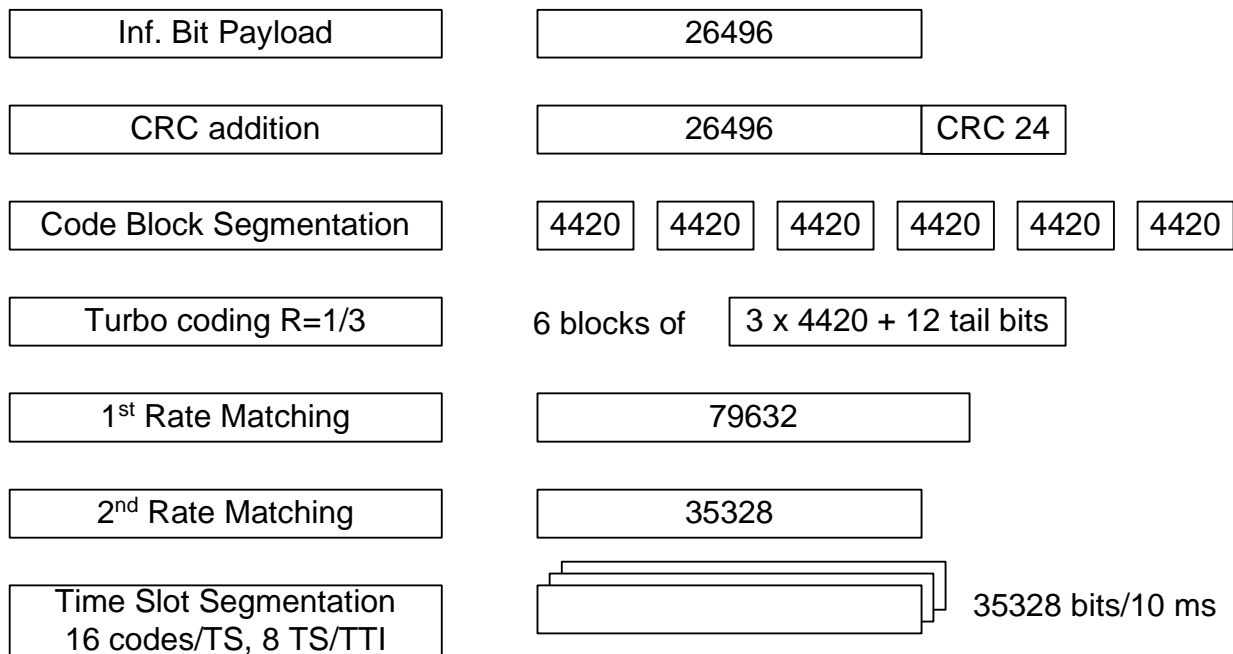 Inf. Bit Payload 26496
CRC addition 26496 CRC 24
Code Block Segmentation 4420 4420 4420 4420 4420 4420
Turbo coding R=1/3 6 blocks of 3 x 4420 + 12 tail bits
1st Rate Matching 79632
2nd Rate Matching 35328
Time Slot Segmentation
16 codes/TS, 8 TS/TTI
35328 bits/10 ms